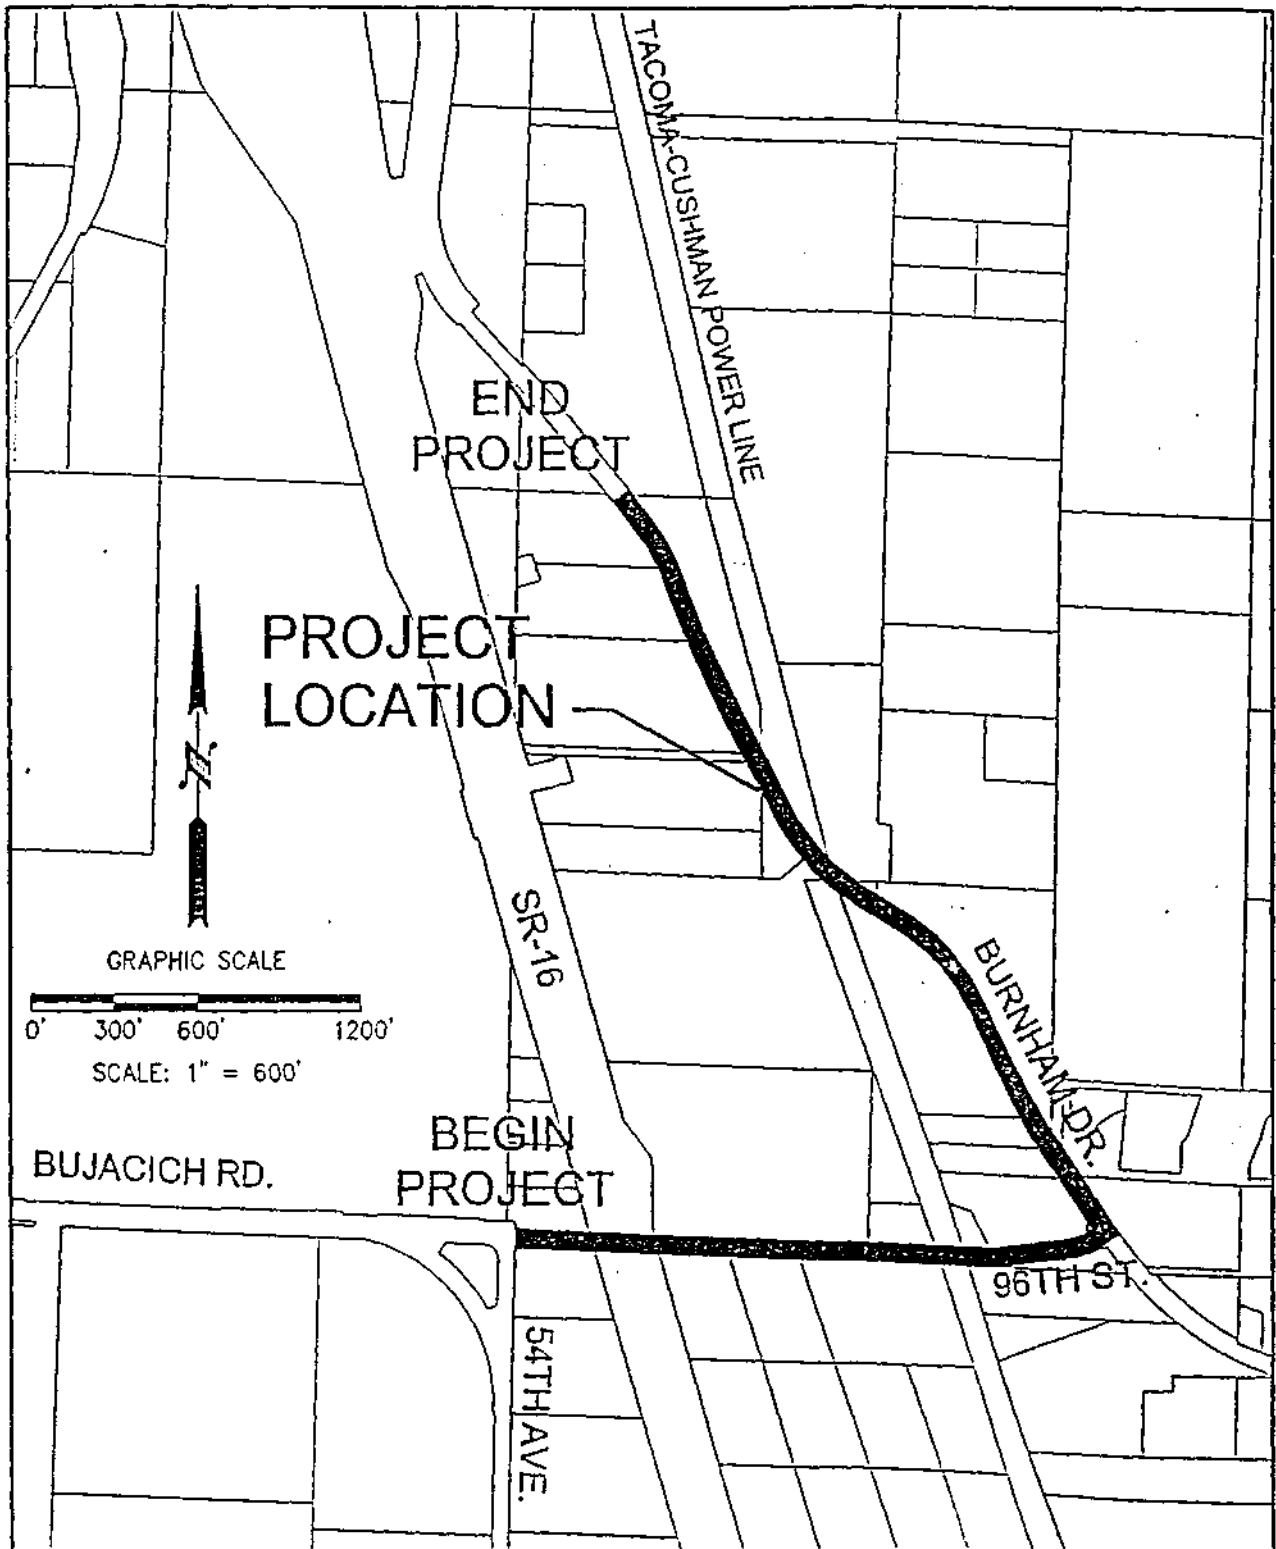 TACOMA-CUSHMAN POWER LINE
END
PROJECT
PROJECT
LOCATION
N
SR-16
GRAPHIC SCALE
0' 300' 600' 1200'
SCALE: 1" = 600'
BURNHAM DR.
BEGIN
PROJECT
BUJACICH RD.
96TH ST.
54TH AVE.